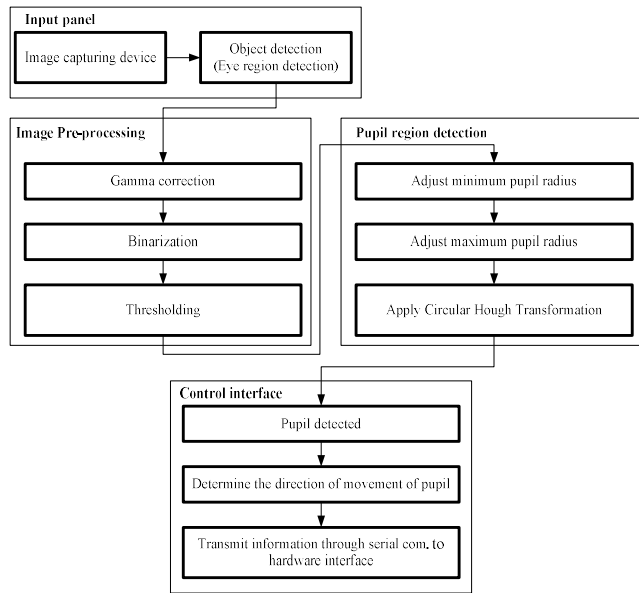 Input panel
Image capturing device
Object detection
(Eye region detection)
Image Pre-processing
Gamma correction
Binarization
Thresholding
Pupil region detection
Adjust minimum pupil radius
Adjust maximum pupil radius
Apply Circular Hough Transformation
Control interface
Pupil detected
Determine the direction of movement of pupil
Transmit information through serial com. to
hardware interface